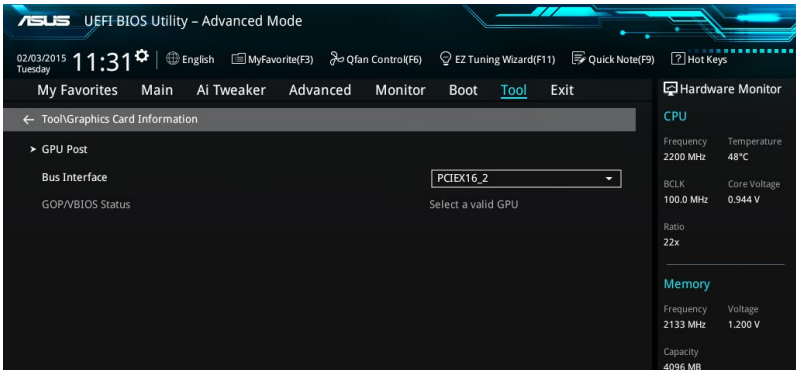 ASUS UEFI BIOS Utility – Advanced Mode
02/03/2015 Tuesday 11:31 English MyFavorite(F3) Qfan Control(F6) EZ Tuning Wizard(F11) Quick Note(F9) ? Hot Keys
My Favorites Main Ai Tweaker Advanced Monitor Boot Tool Exit
Hardware Monitor
← Tool\Graphics Card Information
> GPU Post
Bus Interface PCIEX16_2
GOP/VBIOS Status Select a valid GPU
CPU
Frequency Temperature
2200 MHz 48°C
BCLK Core Voltage
100.0 MHz 0.944 V
Ratio
22x
Memory
Frequency Voltage
2133 MHz 1.200 V
Capacity
4096 MB